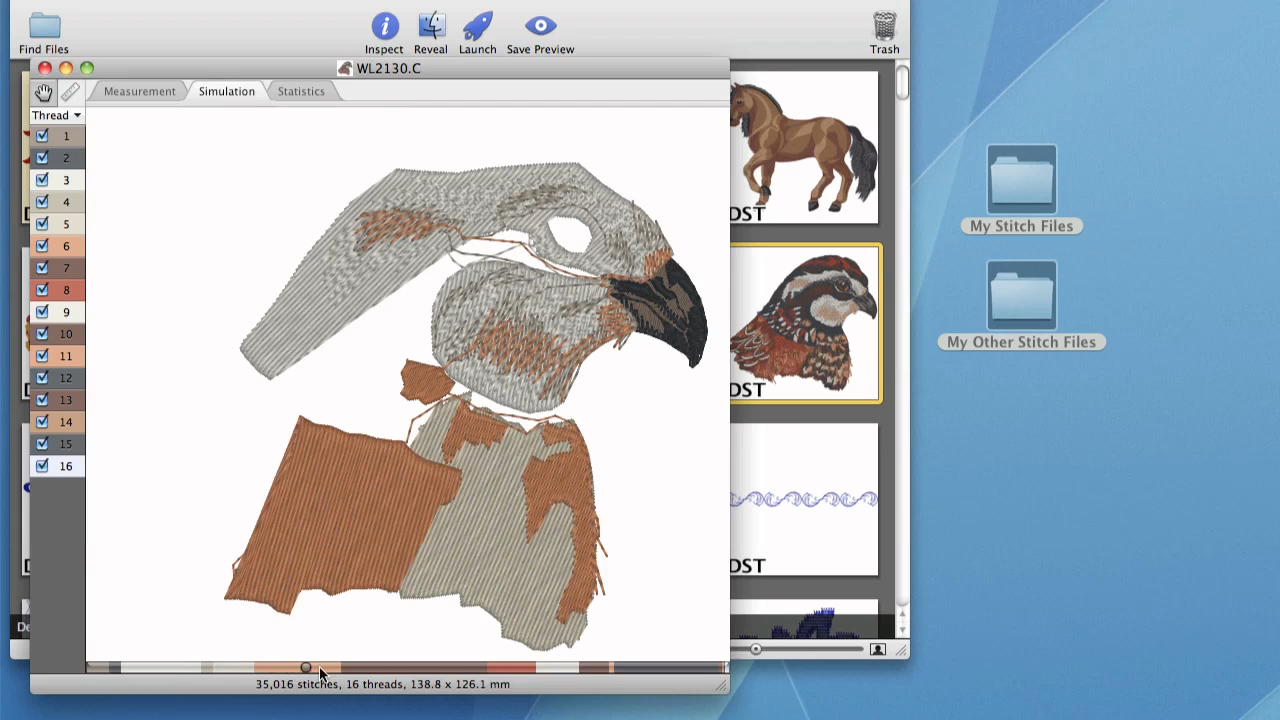 Find Files
Inspect
Reveal
Launch
Save Preview
Trash
WL2130.C
Measurement
Simulation
Statistics
Thread
1
2
3
4
5
6
7
8
9
10
11
12
13
14
15
16
DST
DST
DST
My Stitch Files
My Other Stitch Files
De
35,016 stitches, 16 threads, 138.8 x 126.1 mm